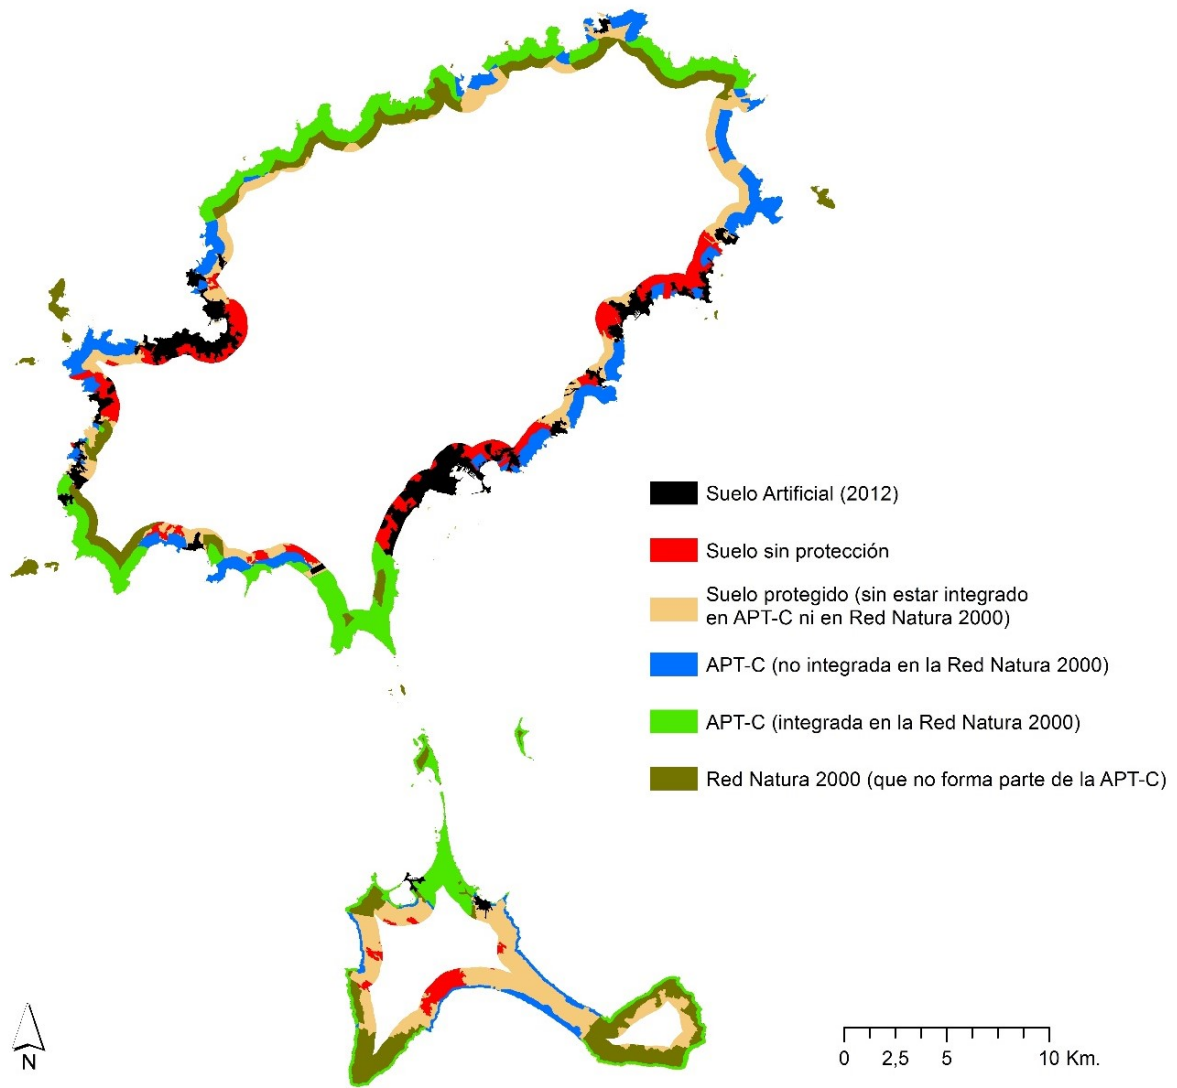 Suelo Artificial (2012)
Suelo sin protección
Suelo protegido (sin estar integrado
en APT-C ni en Red Natura 2000)
APT-C (no integrada en la Red Natura 2000)
APT-C (integrada en la Red Natura 2000)
Red Natura 2000 (que no forma parte de la APT-C)
N
0 2,5 5 10 Km.